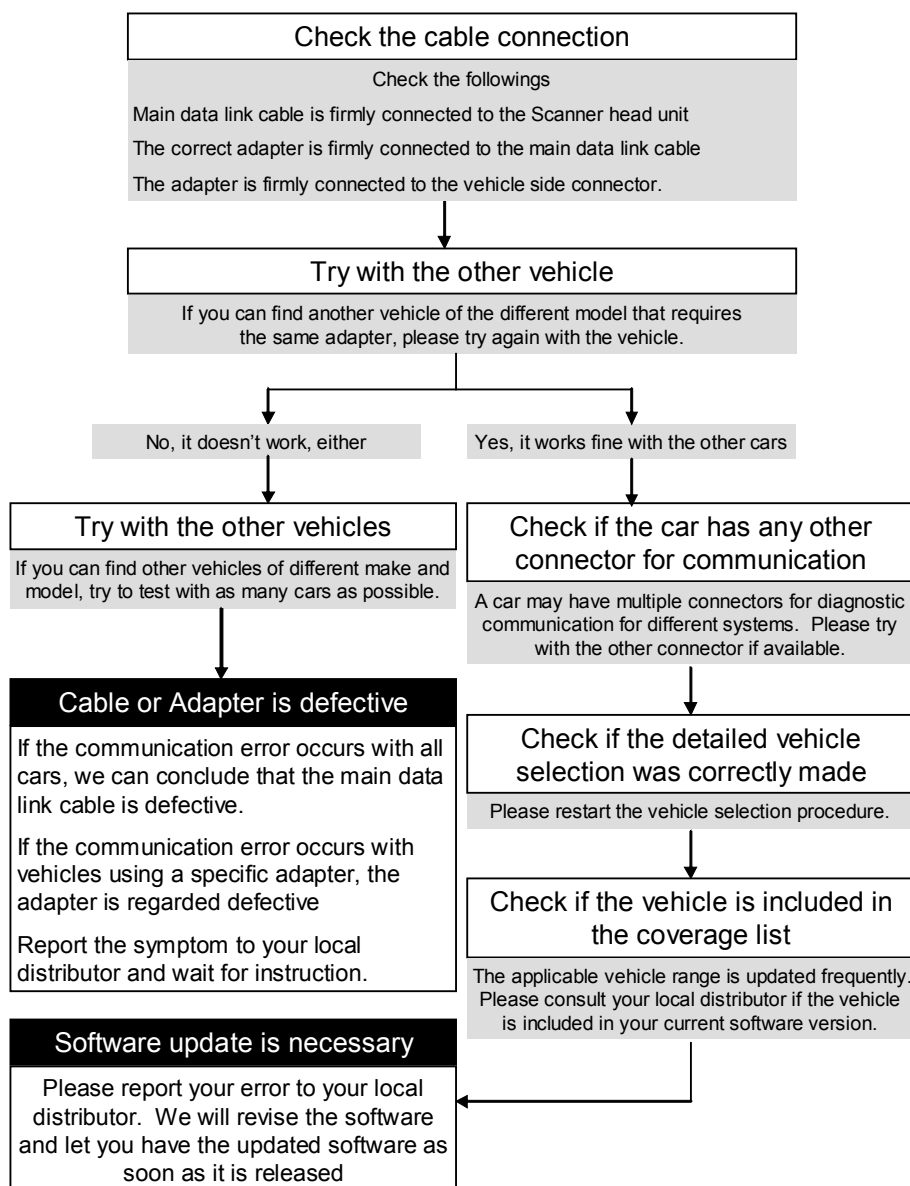 Check the cable connection
Check the followings
Main data link cable is firmly connected to the Scanner head unit
The correct adapter is firmly connected to the main data link cable
The adapter is firmly connected to the vehicle side connector.
Try with the other vehicle
If you can find another vehicle of the different model that requires
the same adapter, please try again with the vehicle.
No, it doesn't work, either
Try with the other vehicles
If you can find other vehicles of different make and
model, try to test with as many cars as possible.
Cable or Adapter is defective
If the communication error occurs with all
cars, we can conclude that the main data
link cable is defective.
If the communication error occurs with
vehicles using a specific adapter, the
adapter is regarded defective
Report the symptom to your local
distributor and wait for instruction.
Yes, it works fine with the other cars
Check if the car has any other
connector for communication
A car may have multiple connectors for diagnostic
communication for different systems. Please try
with the other connector if available.
Check if the detailed vehicle
selection was correctly made
Please restart the vehicle selection procedure.
Check if the vehicle is included in
the coverage list
The applicable vehicle range is updated frequently.
Please consult your local distributor if the vehicle
is included in your current software version.
Software update is necessary
Please report your error to your local
distributor. We will revise the software
and let you have the updated software as
soon as it is released